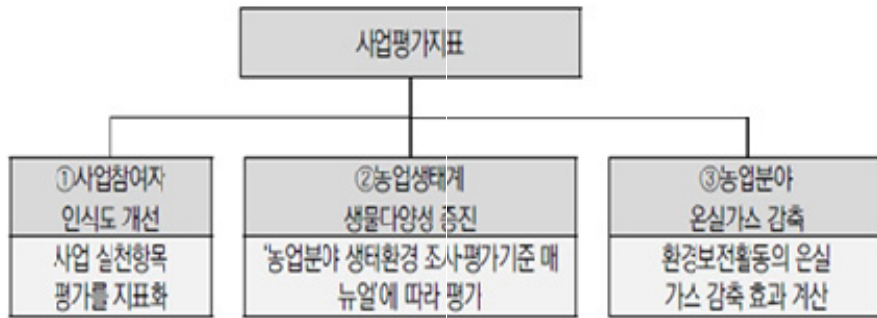 사업평가지표
①사업참여자
인식도 개선
사업 실천항목
평가를 지표화
②농업생태계
생물다양성 증진
'농업분야 생태환경 조사·평가기준 매
뉴얼'에 따라 평가
③농업분야
온실가스 감축
환경보전활동의 온실
가스 감축 효과 계산